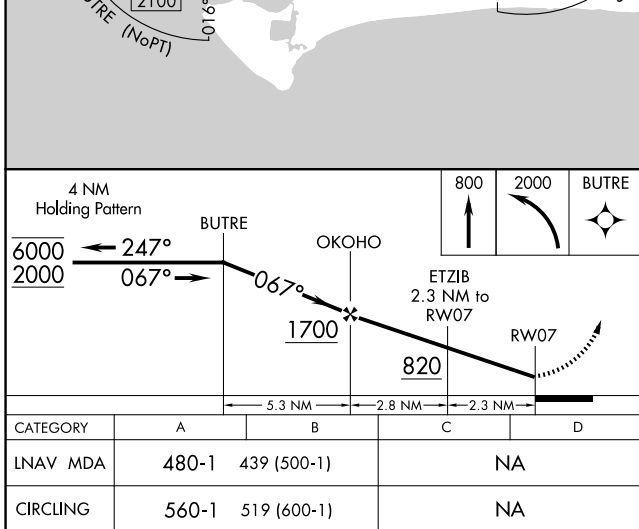 2100
UTRE (NoPT)
016°
4 NM
Holding Pattern
800
2000
BUTRE
6000
2000
247°
067°
BUTRE
067°
OKOHO
1700
ETZIB
2.3 NM to
RW07
820
RW07
5.3 NM
2.8 NM
2.3 NM
CATEGORY A B C D
LNAV MDA 480-1 439 (500-1) NA
CIRCLING 560-1 519 (600-1) NA